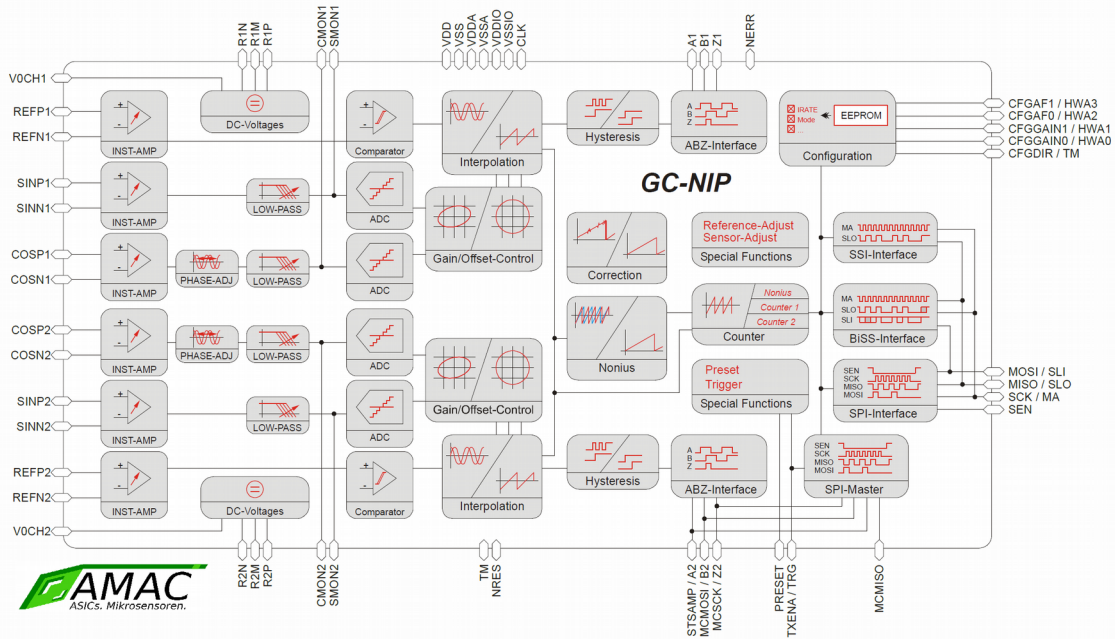 R1N
R1M
R1P
CMON1
SMON1
VDD
VSS
VDDA
VSSA
VDDIO
VSSIO
CLK
A1
B1
Z1
NERR
V0CH1
REFP1
REFN1
SINP1
SINN1
COSP1
COSN1
COSP2
COSN2
SINP2
SINN2
REFP2
REFN2
V0CH2
+
-
INST-AMP
=
DC-Voltages
+
-
Comparator
Interpolation
Hysteresis
A
B
Z
ABZ-Interface
IRATE
Mode
...
EEPROM
Configuration
CFGAF1 / HWA3
CFGAF0 / HWA2
CFGGAIN1 / HWA1
CFGGAIN0 / HWA0
CFGDIR / TM
GC-NIP
+
-
INST-AMP
LOW-PASS
ADC
Gain/Offset-Control
+
-
INST-AMP
PHASE-ADJ
LOW-PASS
ADC
Correction
Reference-Adjust
Sensor-Adjust
Special Functions
MA
SLO
SSI-Interface
Nonius
Nonius
Counter 1
Counter 2
Counter
MA
SLO
SLI
BiSS-Interface
+
-
INST-AMP
PHASE-ADJ
LOW-PASS
ADC
Gain/Offset-Control
Preset
Trigger
Special Functions
SEN
SCK
MISO
MOSI
SPI-Interface
MOSI / SLI
MISO / SLO
SCK / MA
SEN
+
-
INST-AMP
LOW-PASS
ADC
+
-
INST-AMP
=
DC-Voltages
+
-
Comparator
Interpolation
Hysteresis
A
B
Z
ABZ-Interface
SEN
SCK
MISO
MOSI
SPI-Master
R2N
R2M
R2P
CMON2
SMON2
TM
NRES
STSAMP / A2
MCMOSI / B2
MCSCK / Z2
PRESET
TXENA / TRG
MCMISO
AMAC
ASICs. Mikrosensoren.